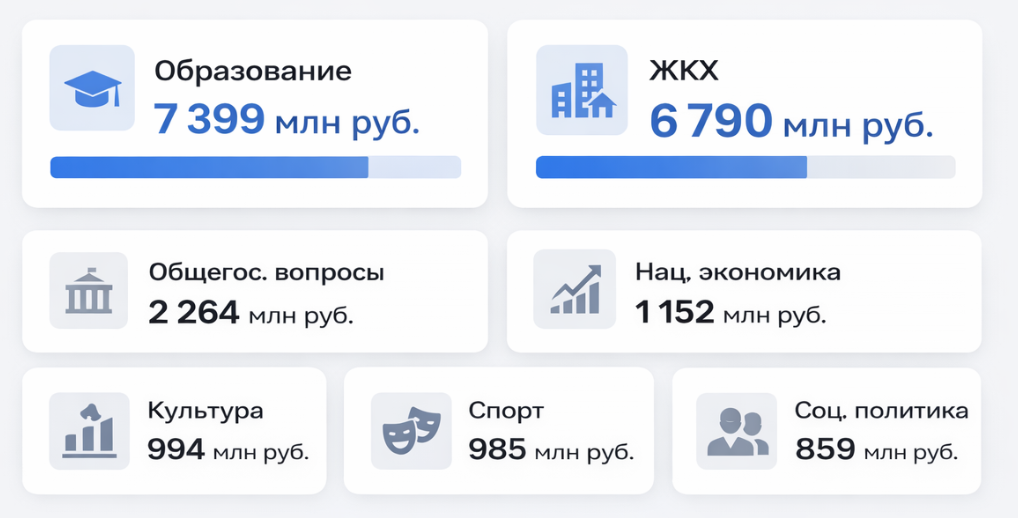 Образование
7 399 млн руб.
ЖКХ
6 790 млн руб.
Общегос. вопросы
2 264 млн руб.
Нац. экономика
1 152 млн руб.
Культура
994 млн руб.
Спорт
985 млн руб.
Соц. политика
859 млн руб.